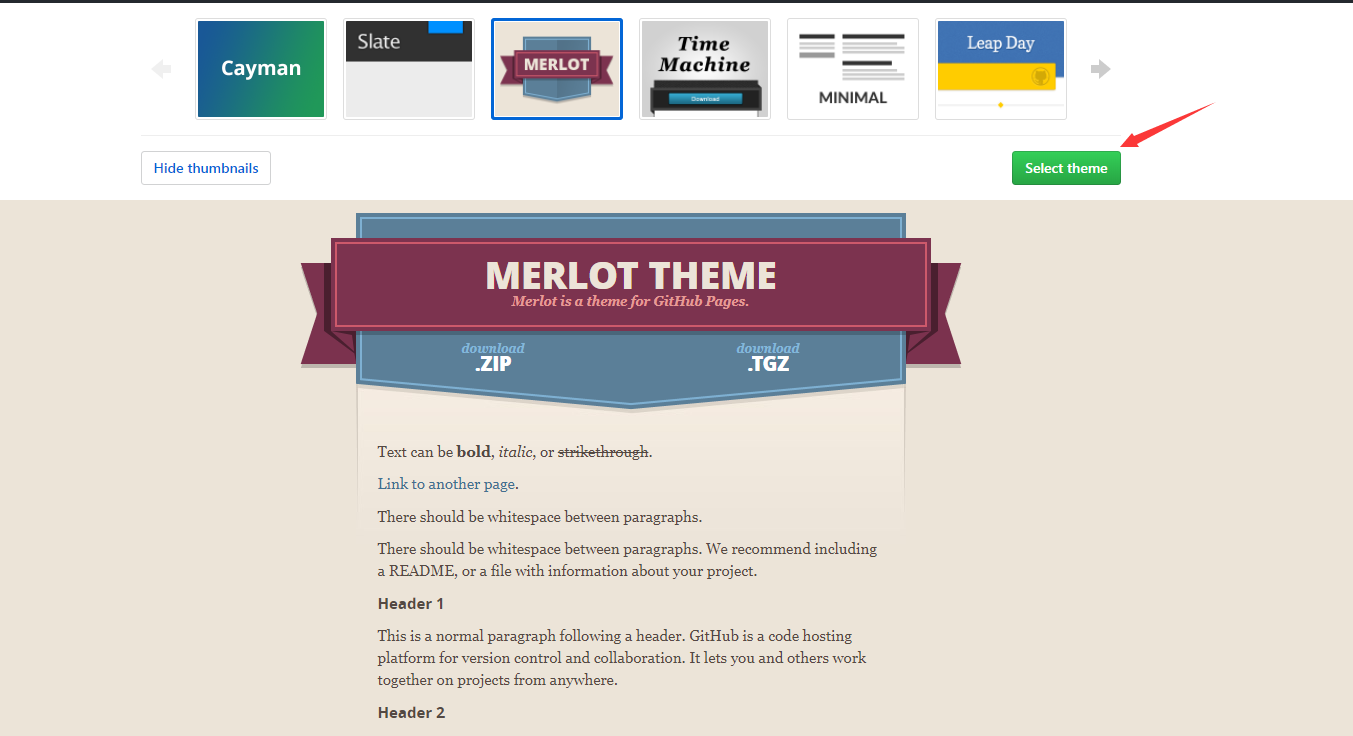 Cayman
Slate
MERLOT
Time
Machine
Download
MINIMAL
Leap Day
Hide thumbnails
Select theme
MERLOT THEME
Merlot is a theme for GitHub Pages.
download
.ZIP
download
.TGZ
Text can be bold, italic, or strikethrough.
Link to another page.
There should be whitespace between paragraphs.
There should be whitespace between paragraphs. We recommend including
a README, or a file with information about your project.
Header 1
This is a normal paragraph following a header. GitHub is a code hosting
platform for version control and collaboration. It lets you and others work
together on projects from anywhere.
Header 2